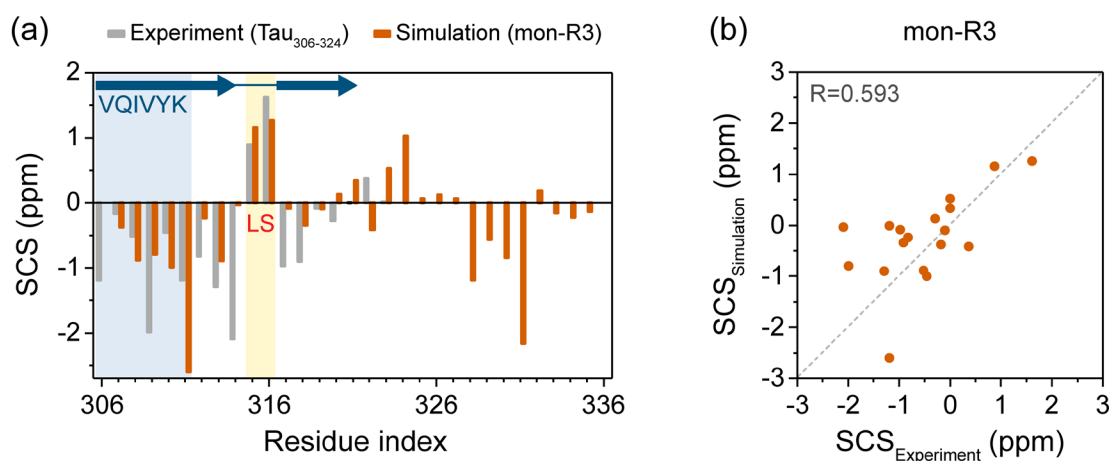 (a)
Experiment (Tau306-324)
Simulation (mon-R3)
VQIVYK
LS
SCS (ppm)
2
1
0
-1
-2
306
316
326
336
Residue index
(b)
mon-R3
R=0.593
SCSSimulation (ppm)
3
2
1
0
-1
-2
-3
-3
-2
-1
0
1
2
3
SCSExperiment (ppm)